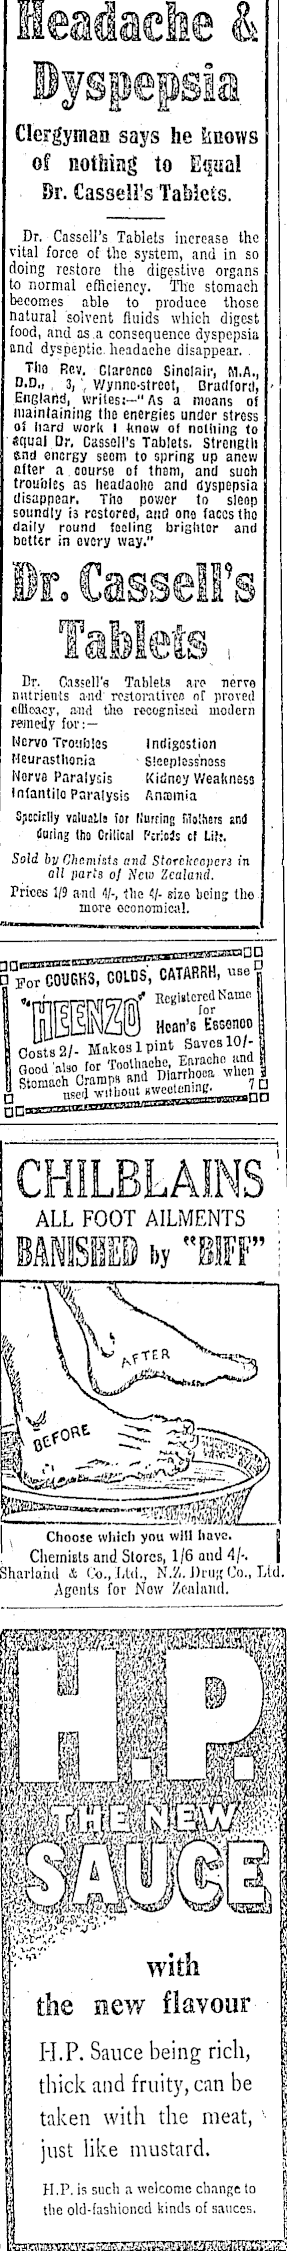 Headache &
Dyspepsia
Clergyman says he knows
of nothing to Equal
Dr. Cassell's Tablets.
Dr. Cassell's Tablets increase the
vital force of the system, and in so
doing restore the digestive organs
to normal efficiency. The stomach
becomes able to produce those
natural solvent fluids which digest
food, and as a consequence dyspepsia
and dyspeptic headache disappear.
The Rev. Clarence Sinclair, M.A.,
D.D., 3, Wynne-street, Bradford,
England, writes:—"As a means of
maintaining the energies under stress
of hard work I know of nothing to
equal Dr. Cassell's Tablets. Strength
and energy seem to spring up anew
after a course of them, and such
troubles as headache and dyspepsia
disappear. The power to sleep
soundly is restored, and one faces the
daily round feeling brighter and
better in every way."
Dr. Cassell's
Tablets
Dr. Cassell's Tablets are nerve
nutrients and restoratives of proved
efficacy, and the recognised modern
remedy for:—
Nerve Troubles Indigestion
Neurasthenia Sleeplessness
Nerve Paralysis Kidney Weakness
Infantile Paralysis Anæmia
Specially valuable for Nursing Mothers and
during the Critical Periods of Life.
Sold by Chemists and Storekeepers in
all parts of New Zealand.
Prices 1/9 and 4/-, the 4/- size being the
more economical.
For COUGHS, COLDS, CATARRH, use
"HEENZO" Registered Name
for
Hean's Essence
Costs 2/- Makes 1 pint Saves 10/-
Good also for Toothache, Earache and
Stomach Cramps and Diarrhoea when
used without sweetening. 7
CHILBLAINS
ALL FOOT AILMENTS
BANISHED by "BIFF"
AFTER
BEFORE
Choose which you will have.
Chemists and Stores, 1/6 and 4/-.
Sharland & Co., Ltd., N.Z. Drug Co., Ltd.
Agents for New Zealand.
H.P.
THE NEW
SAUCE
with
the new flavour
H.P. Sauce being rich,
thick and fruity, can be
taken with the meat,
just like mustard.
H.P. is such a welcome change to
the old-fashioned kinds of sauces.